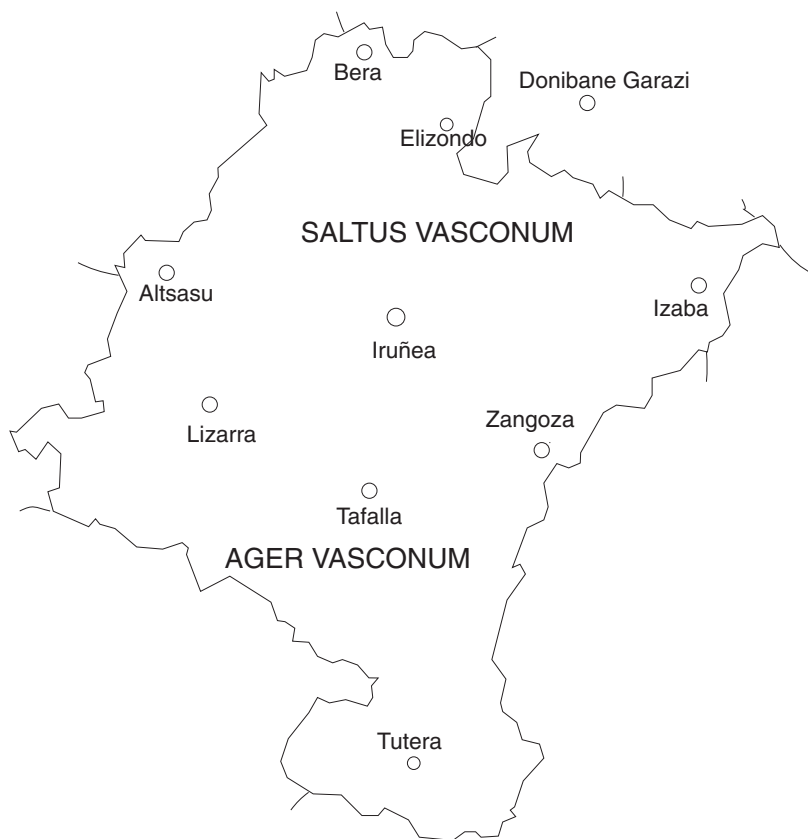 Bera
Donibane Garazi
Elizondo
SALTUS VASCONUM
Altsasu
Izaba
Iruñea
Lizarra
Zangoza
Tafalla
AGER VASCONUM
Tutera